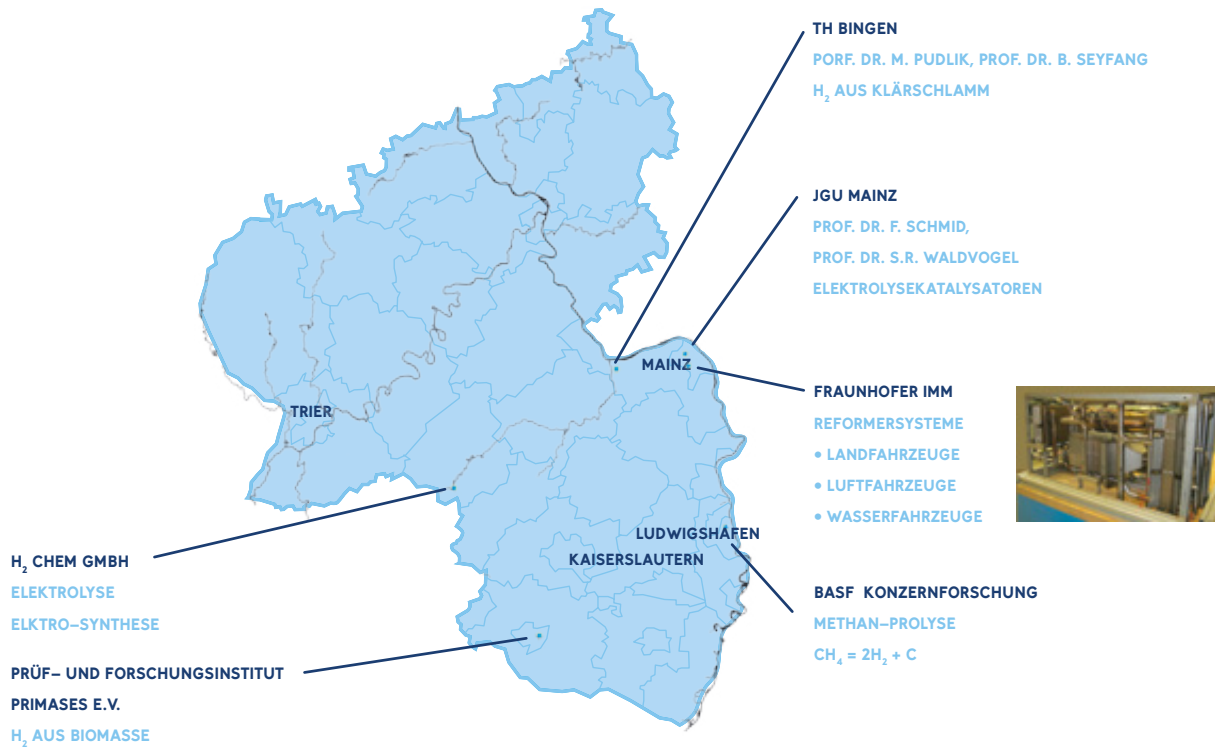 TH BINGEN
PORF. DR. M. PUDLIK, PROF. DR. B. SEYFANG
H₂ AUS KLÄRSCHLAMM
JGU MAINZ
PROF. DR. F. SCHMID,
PROF. DR. S.R. WALDVOGEL
ELEKTROLYSEKATALYSATOREN
MAINZ
FRAUNHOFER IMM
REFORMERSYSTEME
• LANDFAHRZEUGE
• LUFTFAHRZEUGE
• WASSERFAHRZEUGE
TRIER
LUDWIGSHAFEN
KAISERSLAUTERN
H₂ CHEM GMBH
ELEKTROLYSE
ELKTRO–SYNTHESE
BASF KONZERNFORSCHUNG
METHAN–PROLYSE
CH₄ = 2H₂ + C
PRÜF– UND FORSCHUNGSINSTITUT
PRIMASES E.V.
H₂ AUS BIOMASSE